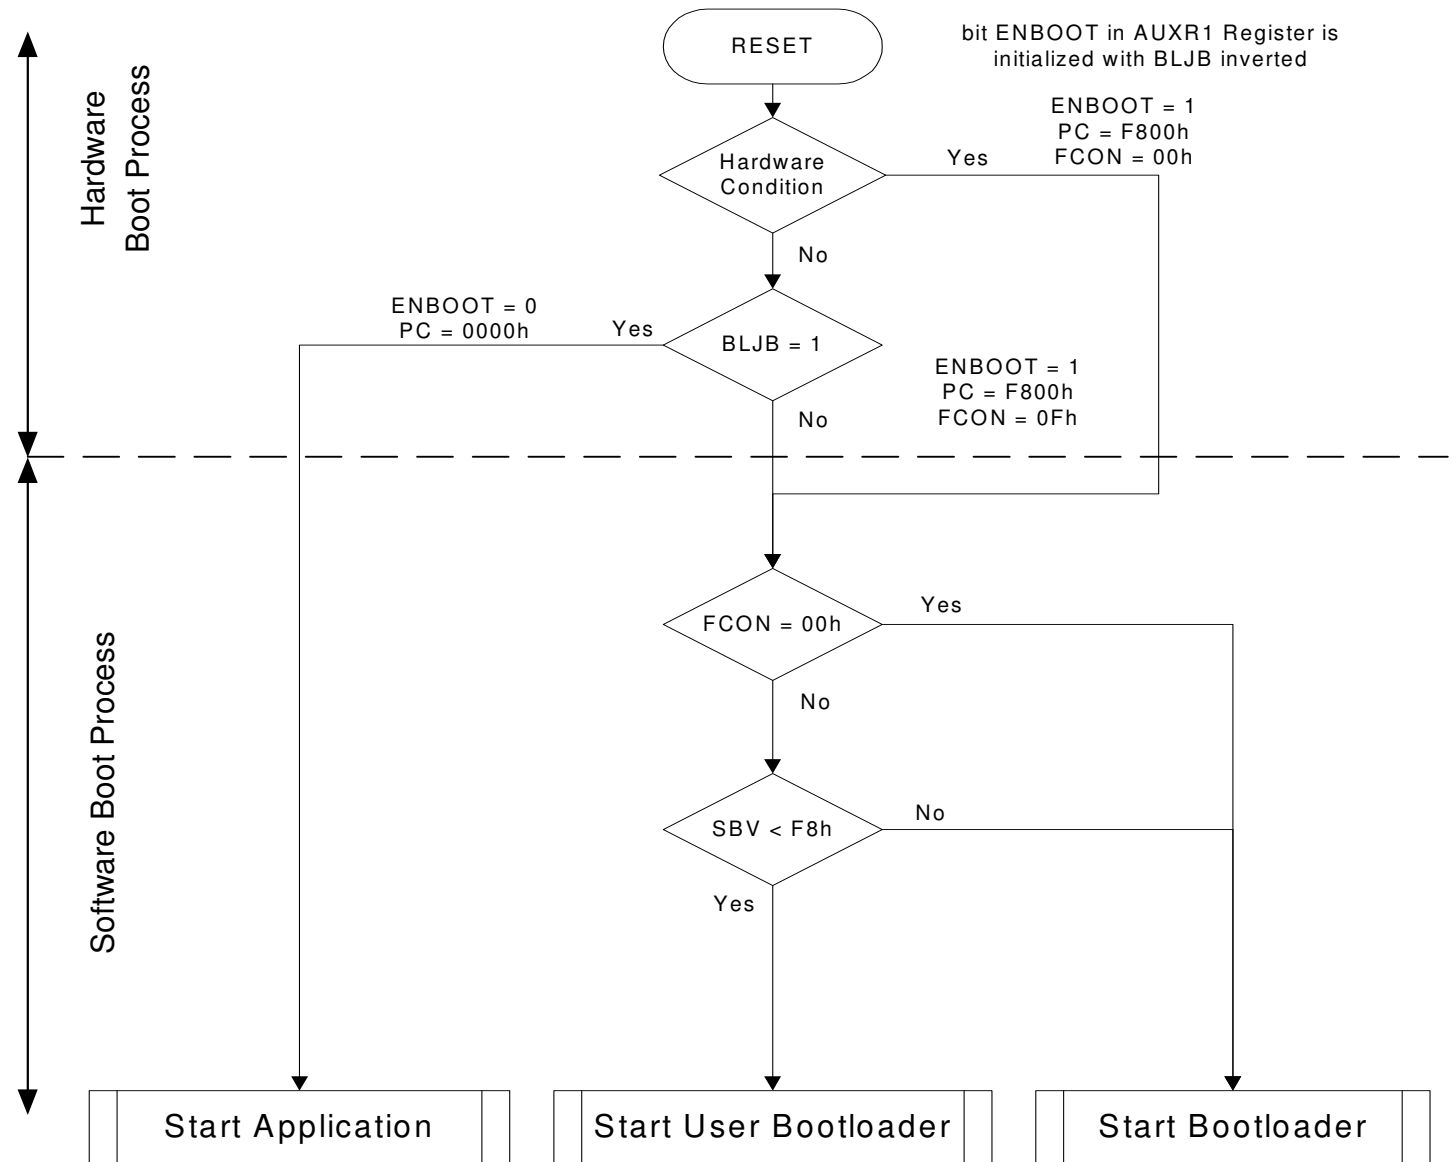 RESET
bit ENBOOT in AUXR1 Register is
initialized with BLJB inverted
Hardware
Boot Process
ENBOOT = 1
PC = F800h
FCON = 00h
Hardware
Condition
Yes
No
ENBOOT = 0
PC = 0000h
Yes
BLJB = 1
ENBOOT = 1
PC = F800h
FCON = 0Fh
No
Software Boot Process
FCON = 00h
Yes
No
SBV < F8h
No
Yes
Start Application
Start User Bootloader
Start Bootloader